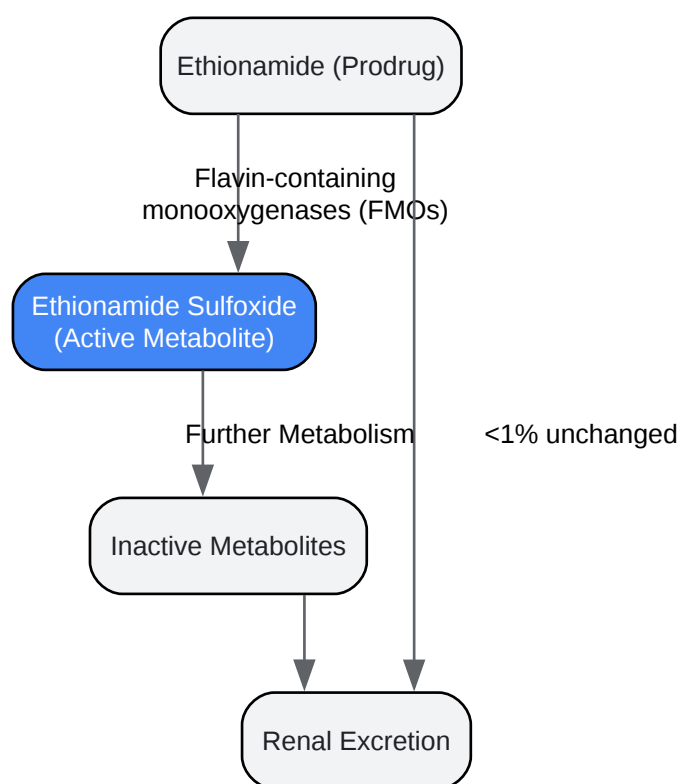 Ethionamide (Prodrug)
Flavin-containing
monooxygenases (FMOs)
Ethionamide Sulfoxide
(Active Metabolite)
Further Metabolism
<1% unchanged
Inactive Metabolites
Renal Excretion